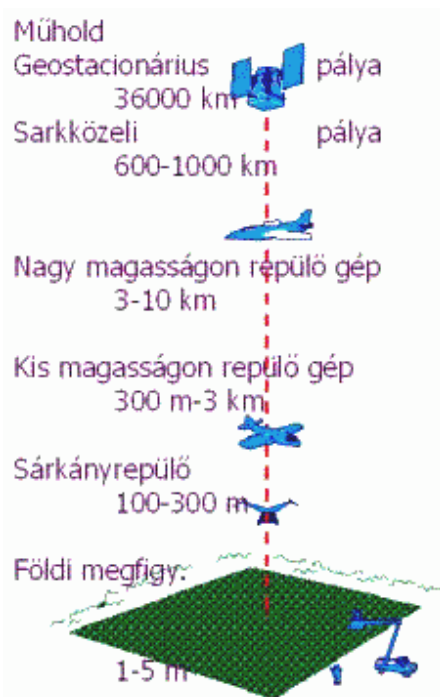 Műhold
Geostacionárius pálya
36000 km
Sarkközeli pálya
600-1000 km
Nagy magasságon repülő gép
3-10 km
Kis magasságon repülő gép
300 m-3 km
Sárkányrepülő
100-300 m
Földi megfigy.
1-5 m